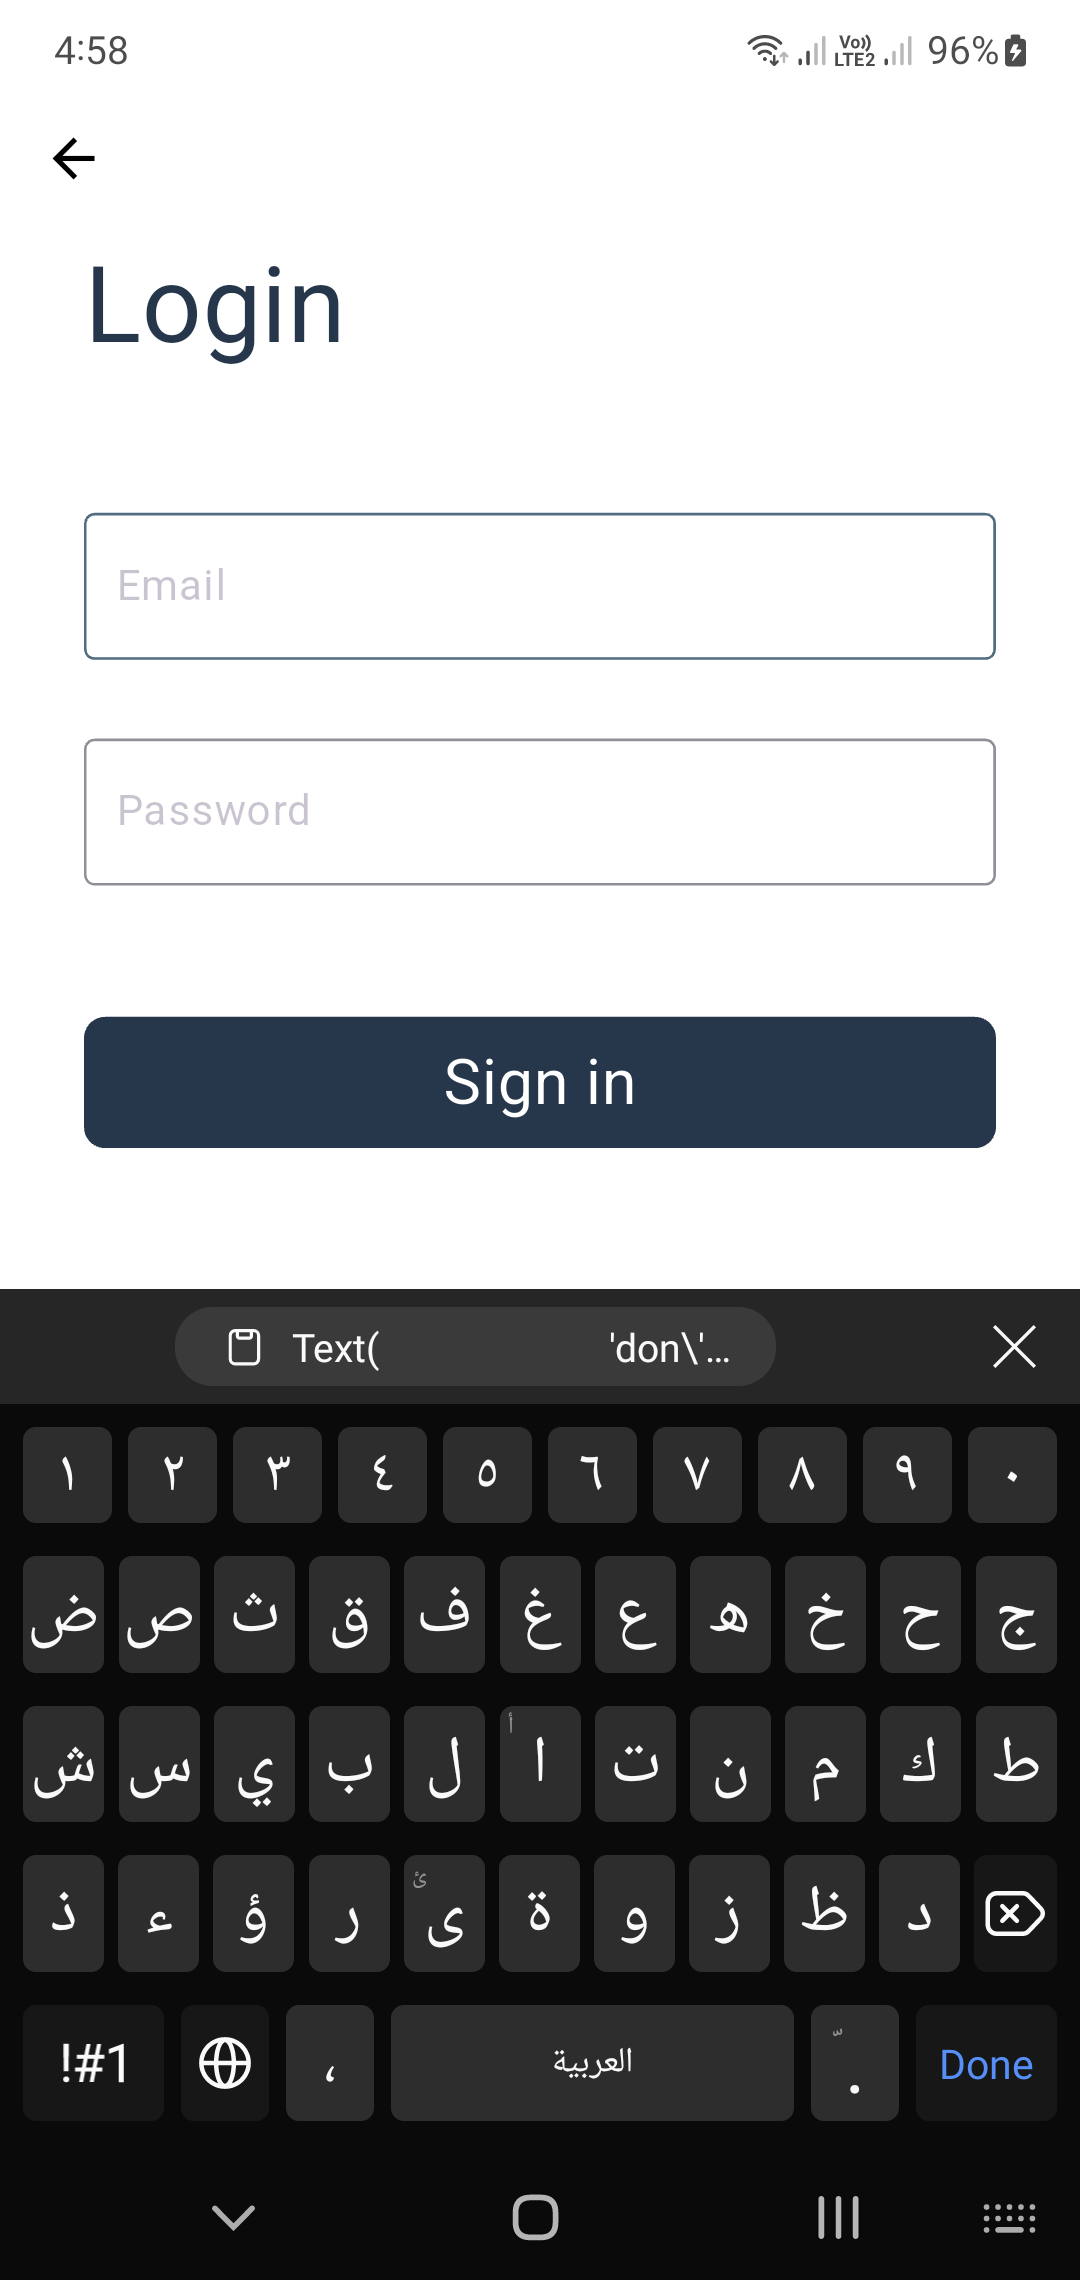 4:58
Vo)) LTE2 96%
Login
Email
Password
Sign in
Text( 'don\'...
١ ٢ ٣ ٤ ٥ ٦ ٧ ٨ ٩ ٠
ض ص ث ق ف غ ع ه خ ح ج
ش س ي ب ل أ ا ت ن م ك ط
ذ ء ؤ ر ئ ى ة و ز ظ د
!#1 ، العربية ّ . Done